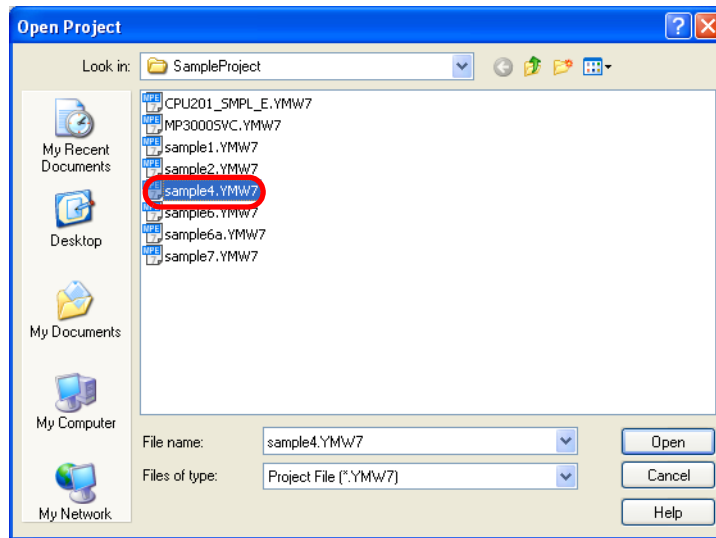 Open Project
Look in:
SampleProject
My Recent
Documents
Desktop
My Documents
My Computer
My Network
CPU201_SMPL_E.YMW7
MP3000SVC.YMW7
sample1.YMW7
sample2.YMW7
sample4.YMW7
sample6.YMW7
sample6a.YMW7
sample7.YMW7
File name:
sample4.YMW7
Open
Files of type:
Project File (*.YMW7)
Cancel
Help